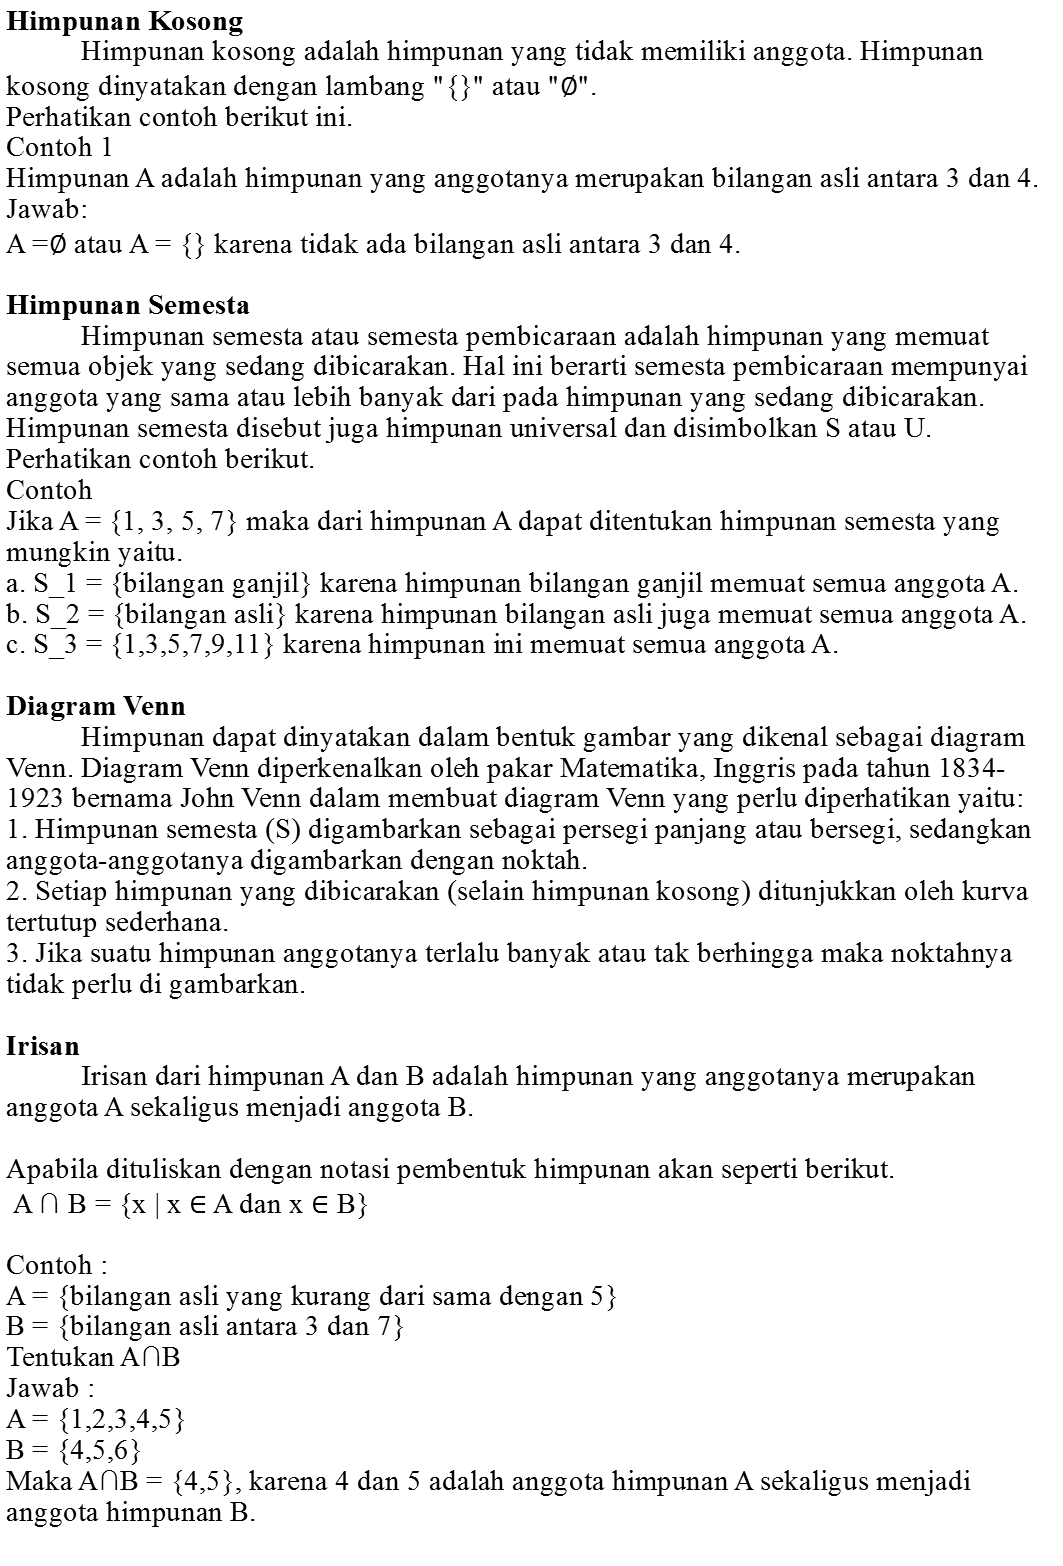 Himpunan Kosong
Himpunan kosong adalah himpunan yang tidak memiliki anggota. Himpunan
kosong dinyatakan dengan lambang "{}" atau "∅".
Perhatikan contoh berikut ini.
Contoh 1
Himpunan A adalah himpunan yang anggotanya merupakan bilangan asli antara 3 dan 4.
Jawab:
A =∅ atau A = {} karena tidak ada bilangan asli antara 3 dan 4.
Himpunan Semesta
Himpunan semesta atau semesta pembicaraan adalah himpunan yang memuat
semua objek yang sedang dibicarakan. Hal ini berarti semesta pembicaraan mempunyai
anggota yang sama atau lebih banyak dari pada himpunan yang sedang dibicarakan.
Himpunan semesta disebut juga himpunan universal dan disimbolkan S atau U.
Perhatikan contoh berikut.
Contoh
Jika A = {1, 3, 5, 7} maka dari himpunan A dapat ditentukan himpunan semesta yang
mungkin yaitu.
a. S_1 = {bilangan ganjil} karena himpunan bilangan ganjil memuat semua anggota A.
b. S_2 = {bilangan asli} karena himpunan bilangan asli juga memuat semua anggota A.
c. S_3 = {1,3,5,7,9,11} karena himpunan ini memuat semua anggota A.
Diagram Venn
Himpunan dapat dinyatakan dalam bentuk gambar yang dikenal sebagai diagram
Venn. Diagram Venn diperkenalkan oleh pakar Matematika, Inggris pada tahun 1834-
1923 bernama John Venn dalam membuat diagram Venn yang perlu diperhatikan yaitu:
1. Himpunan semesta (S) digambarkan sebagai persegi panjang atau bersegi, sedangkan
anggota-anggotanya digambarkan dengan noktah.
2. Setiap himpunan yang dibicarakan (selain himpunan kosong) ditunjukkan oleh kurva
tertutup sederhana.
3. Jika suatu himpunan anggotanya terlalu banyak atau tak berhingga maka noktahnya
tidak perlu di gambarkan.
Irisan
Irisan dari himpunan A dan B adalah himpunan yang anggotanya merupakan
anggota A sekaligus menjadi anggota B.
Apabila dituliskan dengan notasi pembentuk himpunan akan seperti berikut.
A ∩ B = {x | x ∈ A dan x ∈ B}
Contoh :
A = {bilangan asli yang kurang dari sama dengan 5}
B = {bilangan asli antara 3 dan 7}
Tentukan A∩B
Jawab :
A = {1,2,3,4,5}
B = {4,5,6}
Maka A∩B = {4,5}, karena 4 dan 5 adalah anggota himpunan A sekaligus menjadi
anggota himpunan B.